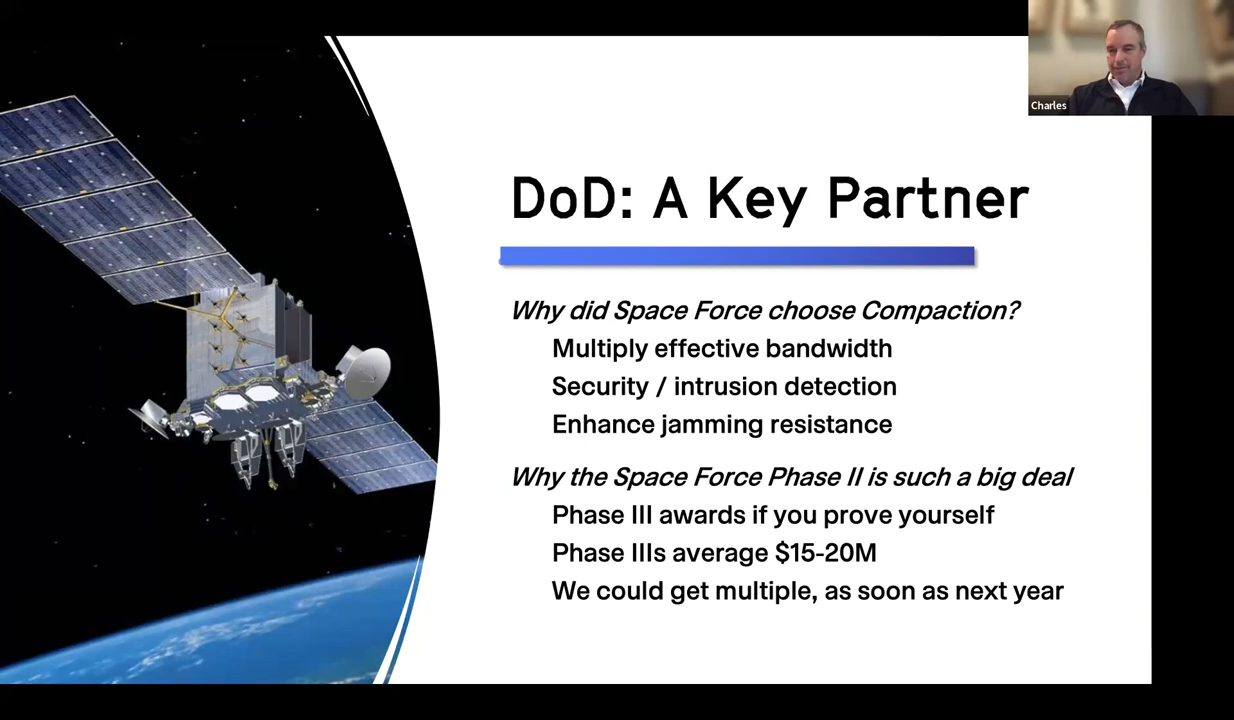 Charles
DoD: A Key Partner
Why did Space Force choose Compaction?
Multiply effective bandwidth
Security / intrusion detection
Enhance jamming resistance
Why the Space Force Phase II is such a big deal
Phase III awards if you prove yourself
Phase IIIs average $15-20M
We could get multiple, as soon as next year